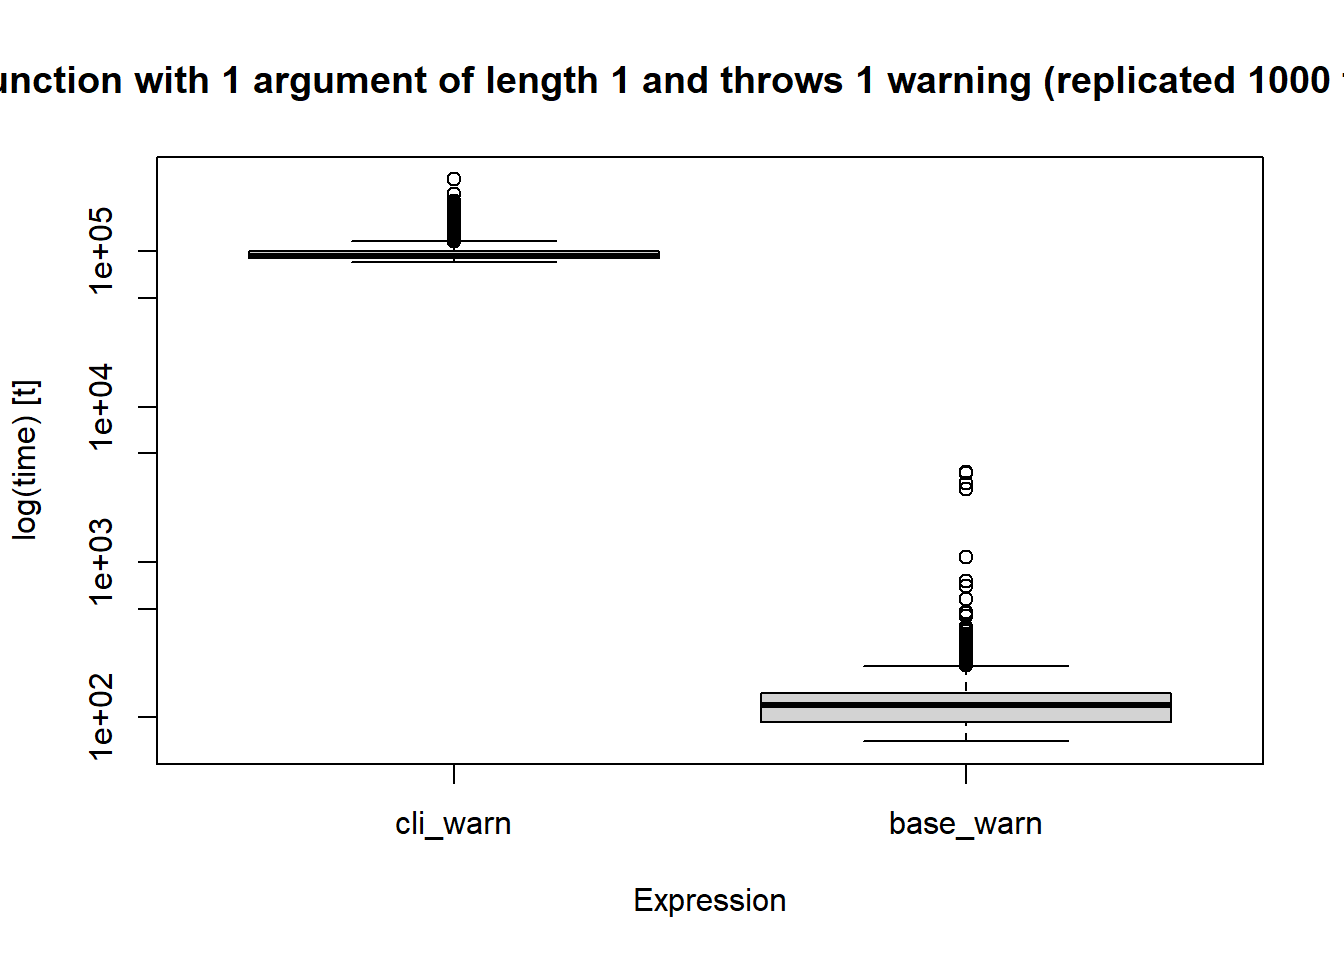 with 1 argument of length 1 and throws 1 warning (replicated 1000
log(time) [t]
1e+05
1e+04
1e+03
1e+02
cli_warn
base_warn
Expression